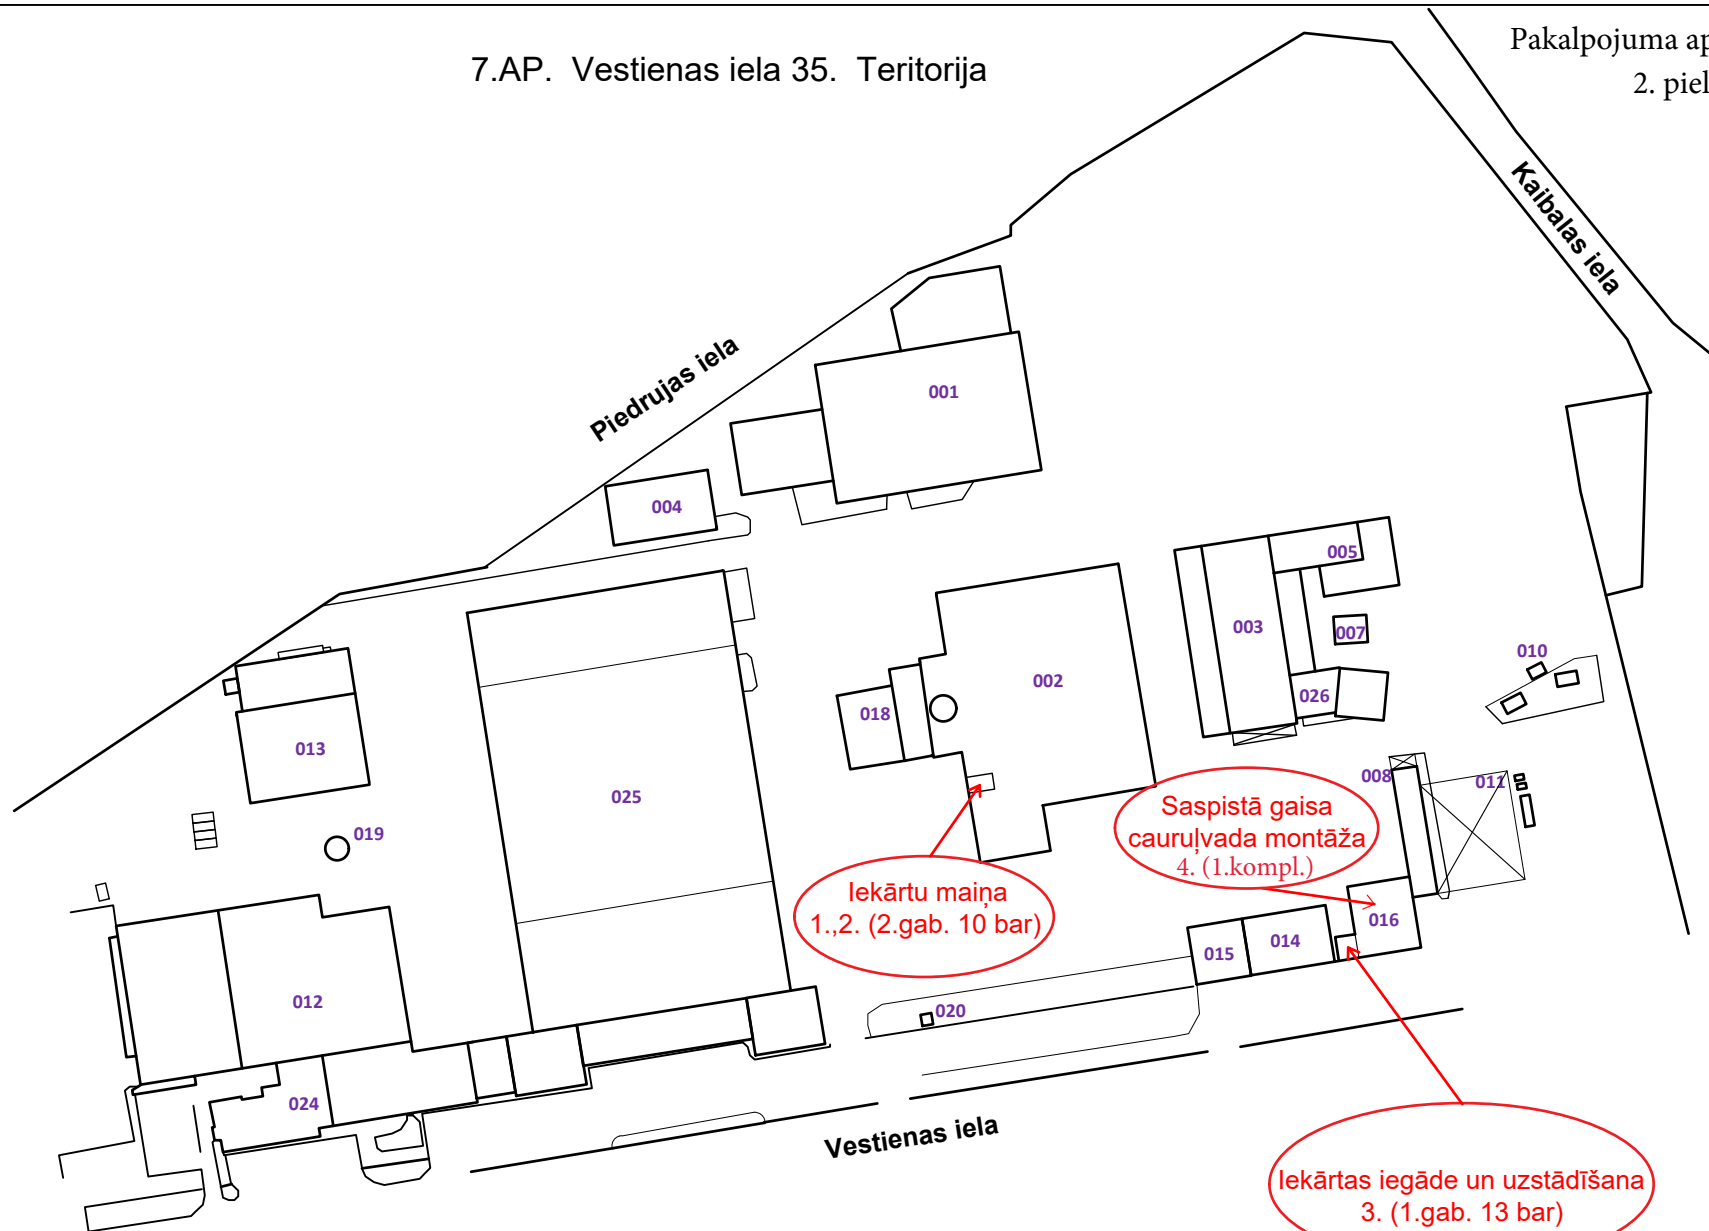 7.AP. Vestienas iela 35. Teritorija
Pakalpojuma ap
2. piel
Kaibalas iela
Piedrujas iela
001
004
005
003
007
010
002
026
018
013
025
008
011
019
Saspistā gaisa
cauruļvada montāža
4. (1.kompl.)
Iekārtu maiņa
1.,2. (2.gab. 10 bar)
016
014
015
012
020
024
Vestienas iela
Iekārtas iegāde un uzstādīšana
3. (1.gab. 13 bar)